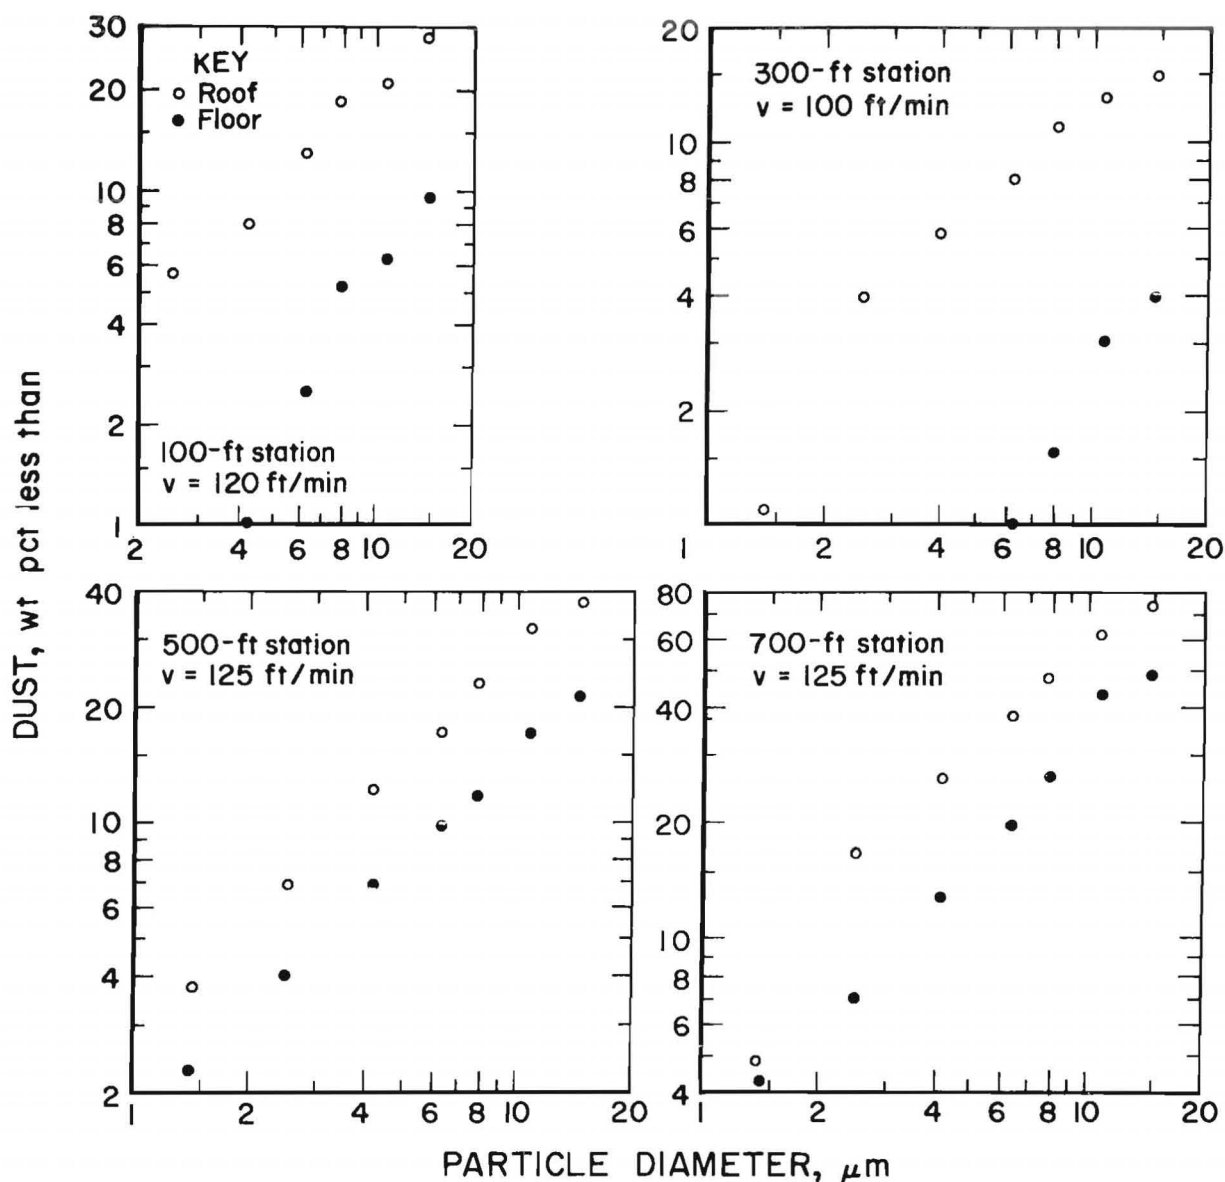 DUST, wt pct less than
30
20
10
8
6
4
2
1
KEY
○ Roof
● Floor
100-ft station
v = 120 ft/min
2 4 6 8 10 20
20
10
8
6
4
2
300-ft station
v = 100 ft/min
1 2 4 6 8 10 20
40
20
10
8
6
4
2
500-ft station
v = 125 ft/min
1 2 4 6 8 10 20
80
60
40
20
10
8
6
4
700-ft station
v = 125 ft/min
1 2 4 6 8 10 20
PARTICLE DIAMETER, μm